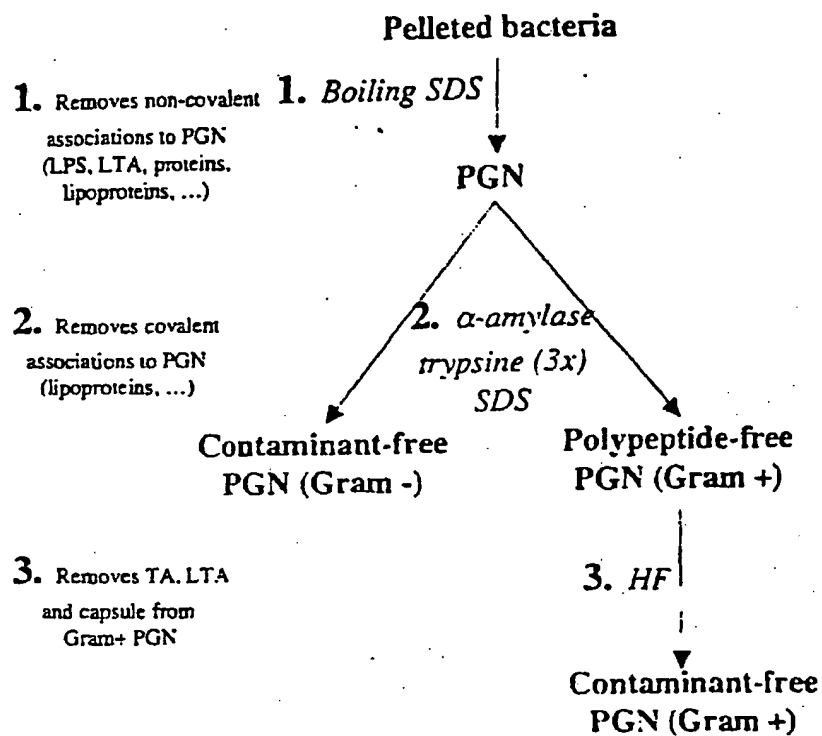 Pelleted bacteria
1. Removes non-covalent
associations to PGN
(LPS, LTA, proteins,
lipoproteins, ...)
1. Boiling SDS
PGN
2. Removes covalent
associations to PGN
(lipoproteins, ...)
2. α-amylase
trypsine (3x)
SDS
Contaminant-free
PGN (Gram -)
Polypeptide-free
PGN (Gram +)
3. Removes TA. LTA
and capsule from
Gram+ PGN
3. HF
Contaminant-free
PGN (Gram +)